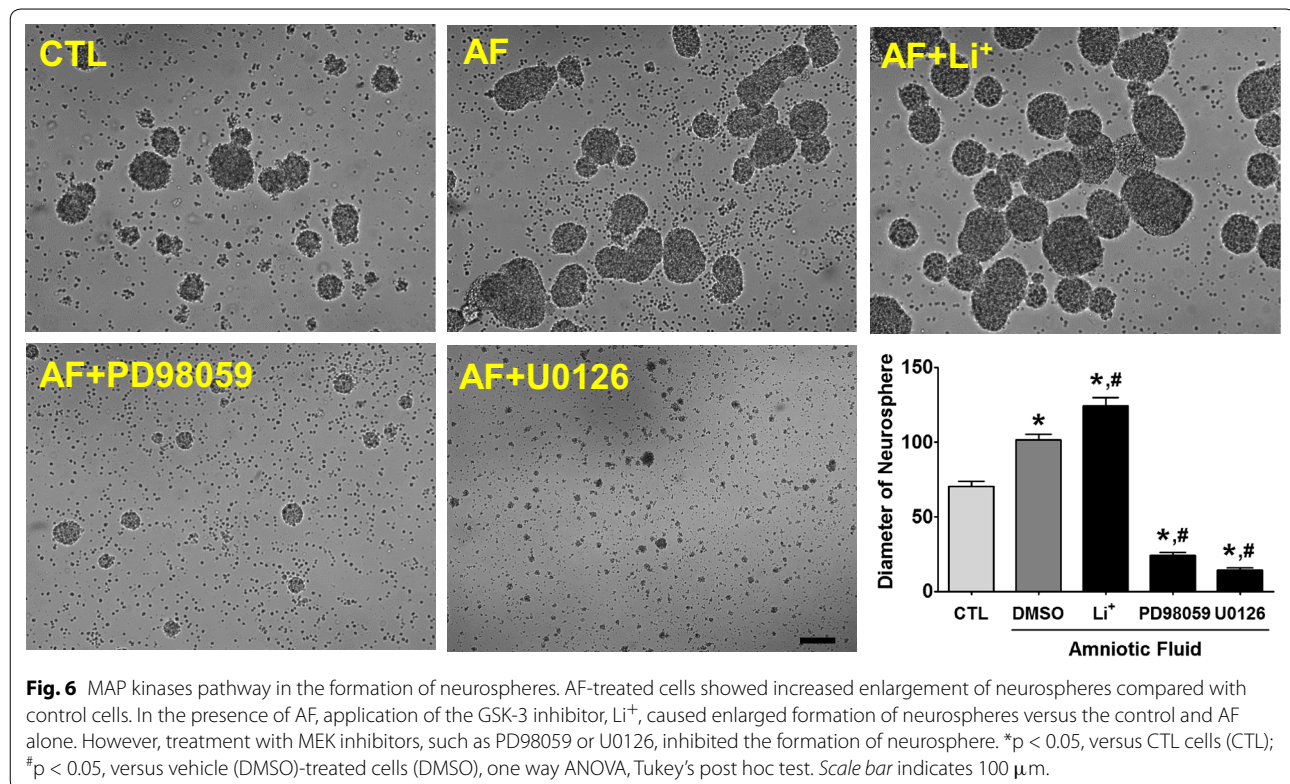 CTL
AF
AF+Li⁺
AF+PD98059
AF+U0126
Diameter of Neurosphere
150
100
50
0
*
*,#
*,#
*,#
CTL
DMSO
Li⁺
PD98059
U0126
Amniotic Fluid
Fig. 6 MAP kinases pathway in the formation of neurospheres. AF-treated cells showed increased enlargement of neurospheres compared with
control cells. In the presence of AF, application of the GSK-3 inhibitor, Li⁺, caused enlarged formation of neurospheres versus the control and AF
alone. However, treatment with MEK inhibitors, such as PD98059 or U0126, inhibited the formation of neurosphere. *p < 0.05, versus CTL cells (CTL);
#p < 0.05, versus vehicle (DMSO)-treated cells (DMSO), one way ANOVA, Tukey's post hoc test. Scale bar indicates 100 μm.